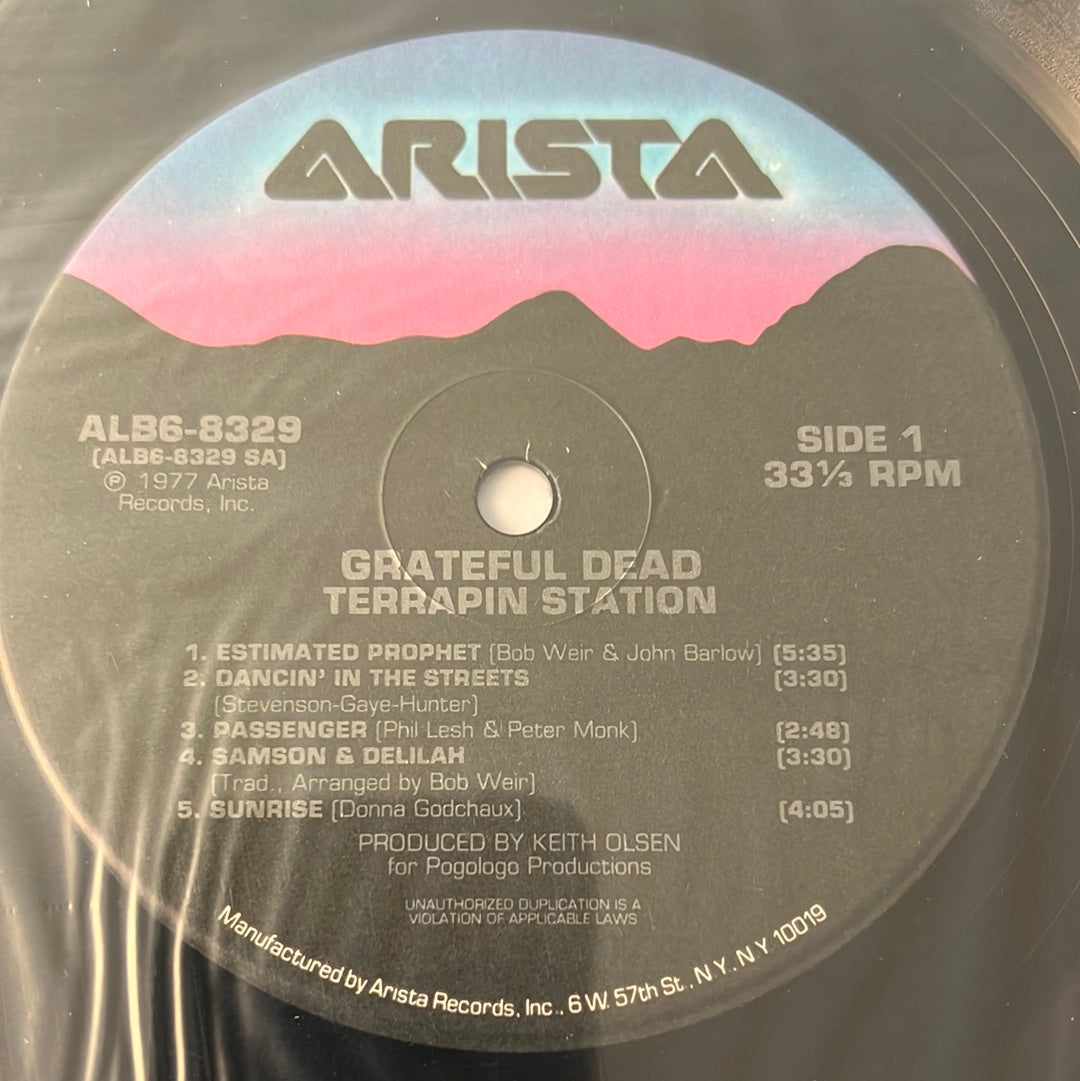 ARISTA
ALB6-8329
(ALB6-8329 SA)
℗ 1977 Arista
Records, Inc.
SIDE 1
33⅓ RPM
GRATEFUL DEAD
TERRAPIN STATION
1. ESTIMATED PROPHET (Bob Weir & John Barlow) (5:35)
2. DANCIN' IN THE STREETS (3:30)
(Stevenson-Gaye-Hunter)
3. PASSENGER (Phil Lesh & Peter Monk) (2:48)
4. SAMSON & DELILAH (3:30)
(Trad., Arranged by Bob Weir)
5. SUNRISE (Donna Godchaux) (4:05)
PRODUCED BY KEITH OLSEN
for Pogologo Productions
UNAUTHORIZED DUPLICATION IS A
VIOLATION OF APPLICABLE LAWS
Manufactured by Arista Records, Inc., 6 W. 57th St., N.Y., N.Y. 10019